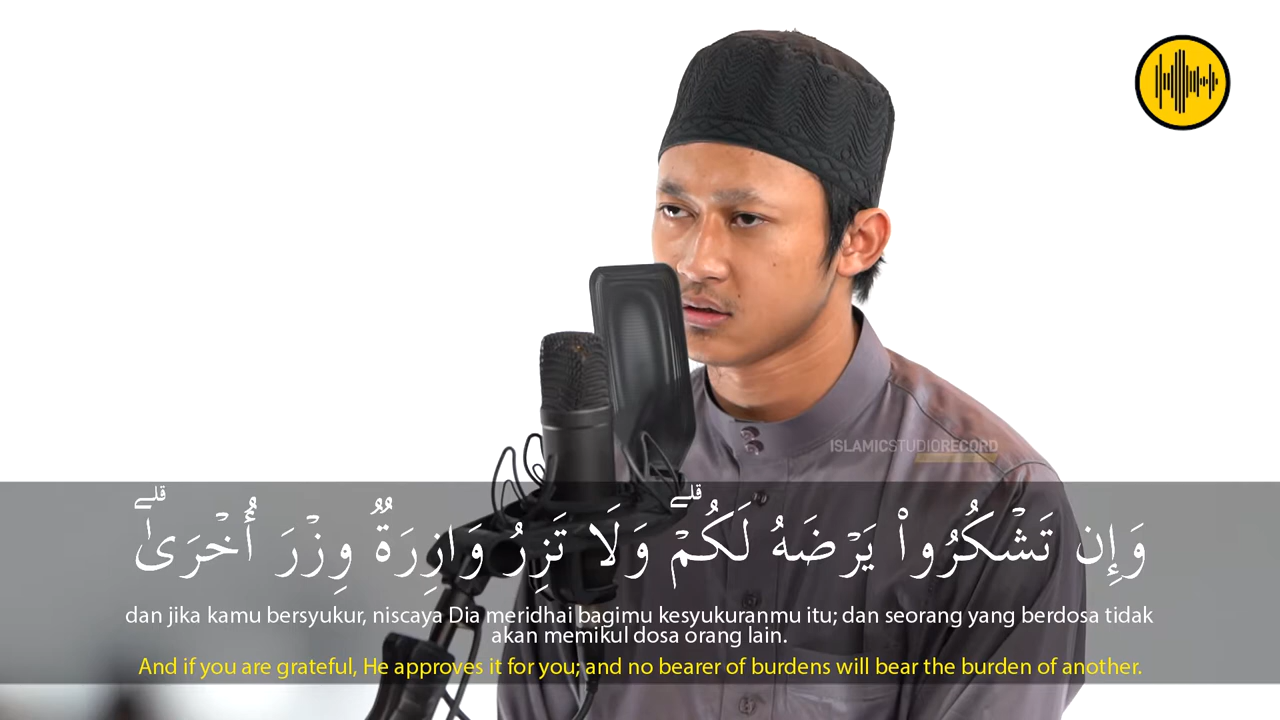 ISLAMICSTUDIORECORD
وَإِن تَشْكُرُوا۟ يَرْضَهُ لَكُمْ ۗ وَلَا تَزِرُ وَازِرَةٌ وِزْرَ أُخْرَىٰ ۗ
dan jika kamu bersyukur, niscaya Dia meridhai bagimu kesyukuranmu itu; dan seorang yang berdosa tidak
akan memikul dosa orang lain.
And if you are grateful, He approves it for you; and no bearer of burdens will bear the burden of another.